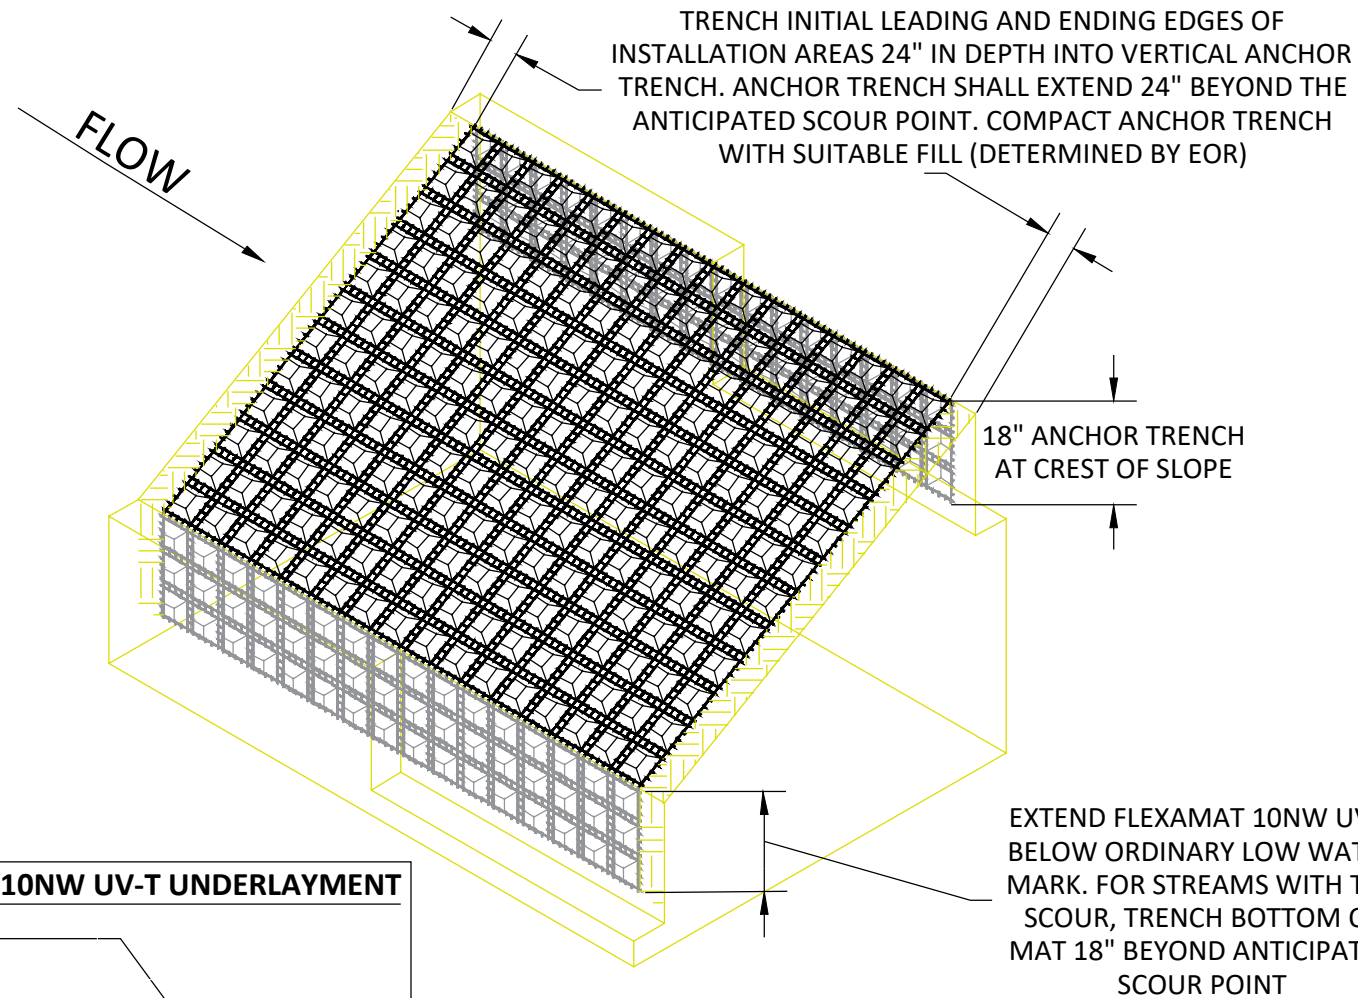 TRENCH INITIAL LEADING AND ENDING EDGES OF
INSTALLATION AREAS 24" IN DEPTH INTO VERTICAL ANCHOR
TRENCH. ANCHOR TRENCH SHALL EXTEND 24" BEYOND THE
ANTICIPATED SCOUR POINT. COMPACT ANCHOR TRENCH
WITH SUITABLE FILL (DETERMINED BY EOR)
FLOW
18" ANCHOR TRENCH
AT CREST OF SLOPE
EXTEND FLEXAMAT 10NW
BELOW ORDINARY LOW
MARK. FOR STREAMS WITH
SCOUR, TRENCH BOTTOM
MAT 18" BEYOND
SCOUR POINT
10NW UV-T UNDERLAYMENT